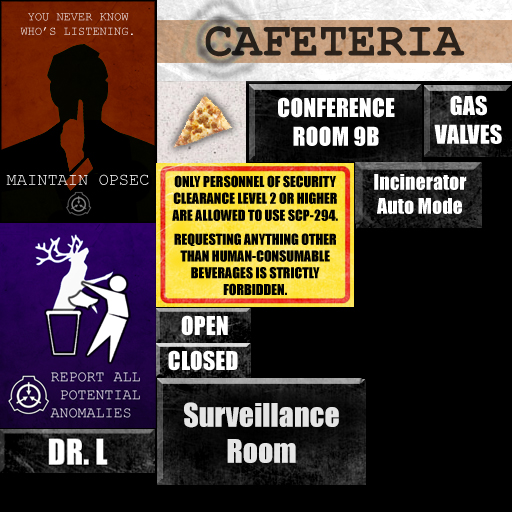 YOU NEVER KNOW
WHO'S LISTENING.
MAINTAIN OPSEC
CAFETERIA
CONFERENCE
ROOM 9B
GAS
VALVES
ONLY PERSONNEL OF SECURITY
CLEARANCE LEVEL 2 OR HIGHER
ARE ALLOWED TO USE SCP-294.
REQUESTING ANYTHING OTHER
THAN HUMAN-CONSUMABLE
BEVERAGES IS STRICTLY
FORBIDDEN.
Incinerator
Auto Mode
REPORT ALL
POTENTIAL
ANOMALIES
OPEN
CLOSED
Surveillance
Room
DR. L